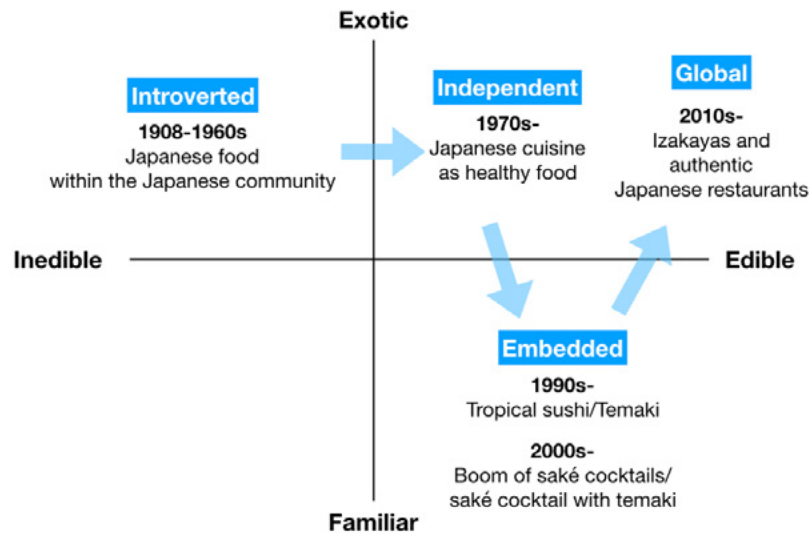 Exotic
Introverted
1908-1960s
Japanese food
within the Japanese community
Independent
1970s-
Japanese cuisine
as healthy food
Global
2010s-
Izakayas and
authentic
Japanese restaurants
Inedible
Edible
Embedded
1990s-
Tropical sushi/Temaki
2000s-
Boom of saké cocktails/
saké cocktail with temaki
Familiar